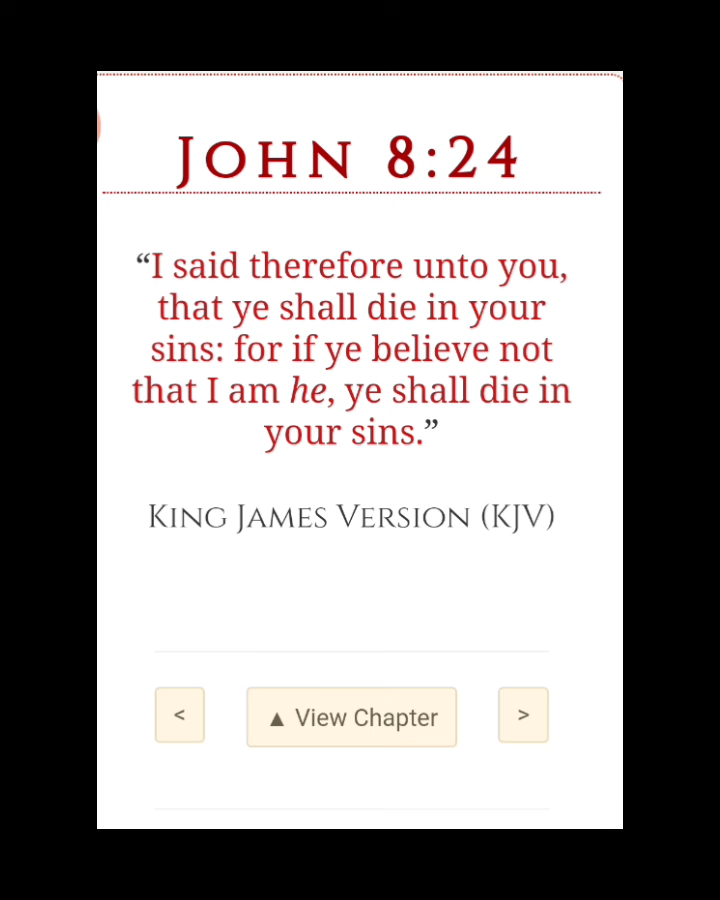 John 8:24
“I said therefore unto you,
that ye shall die in your
sins: for if ye believe not
that I am he, ye shall die in
your sins.”
King James Version (KJV)
< ▲ View Chapter >